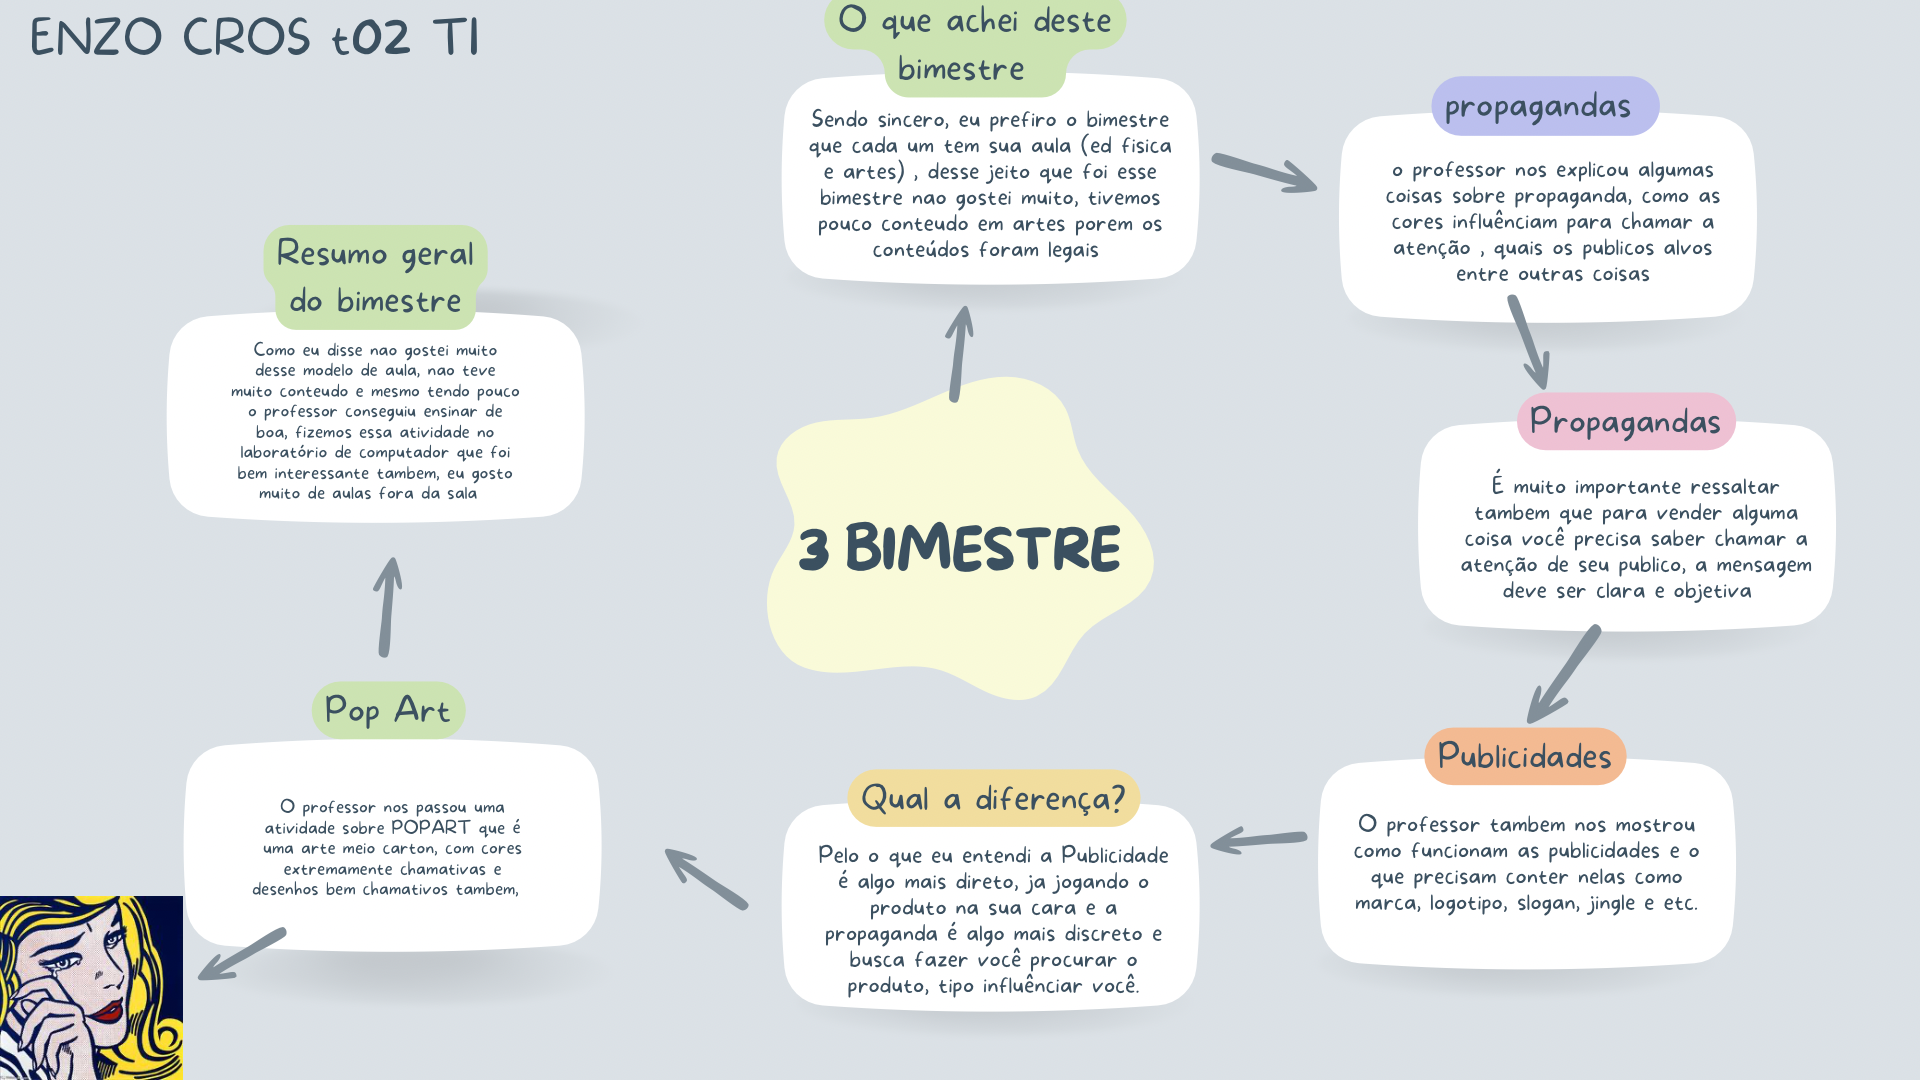 ENZO CROS t02 TI
3 BIMESTRE
O que achei deste
bimestre
Sendo sincero, eu prefiro o bimestre
que cada um tem sua aula (ed fisica
e artes) , desse jeito que foi esse
bimestre nao gostei muito, tivemos
pouco conteudo em artes porem os
conteúdos foram legais
propagandas
o professor nos explicou algumas
coisas sobre propaganda, como as
cores influênciam para chamar a
atenção , quais os publicos alvos
entre outras coisas
Propagandas
É muito importante ressaltar
tambem que para vender alguma
coisa você precisa saber chamar a
atenção de seu publico, a mensagem
deve ser clara e objetiva
Publicidades
O professor tambem nos mostrou
como funcionam as publicidades e o
que precisam conter nelas como
marca, logotipo, slogan, jingle e etc.
Qual a diferença?
Pelo o que eu entendi a Publicidade
é algo mais direto, ja jogando o
produto na sua cara e a
propaganda é algo mais discreto e
busca fazer você procurar o
produto, tipo influênciar você.
Pop Art
O professor nos passou uma
atividade sobre POPART que é
uma arte meio carton, com cores
extremamente chamativas e
desenhos bem chamativos tambem,
Resumo geral
do bimestre
Como eu disse nao gostei muito
desse modelo de aula, nao teve
muito conteudo e mesmo tendo pouco
o professor conseguiu ensinar de
boa, fizemos essa atividade no
laboratório de computador que foi
bem interessante tambem, eu gosto
muito de aulas fora da sala